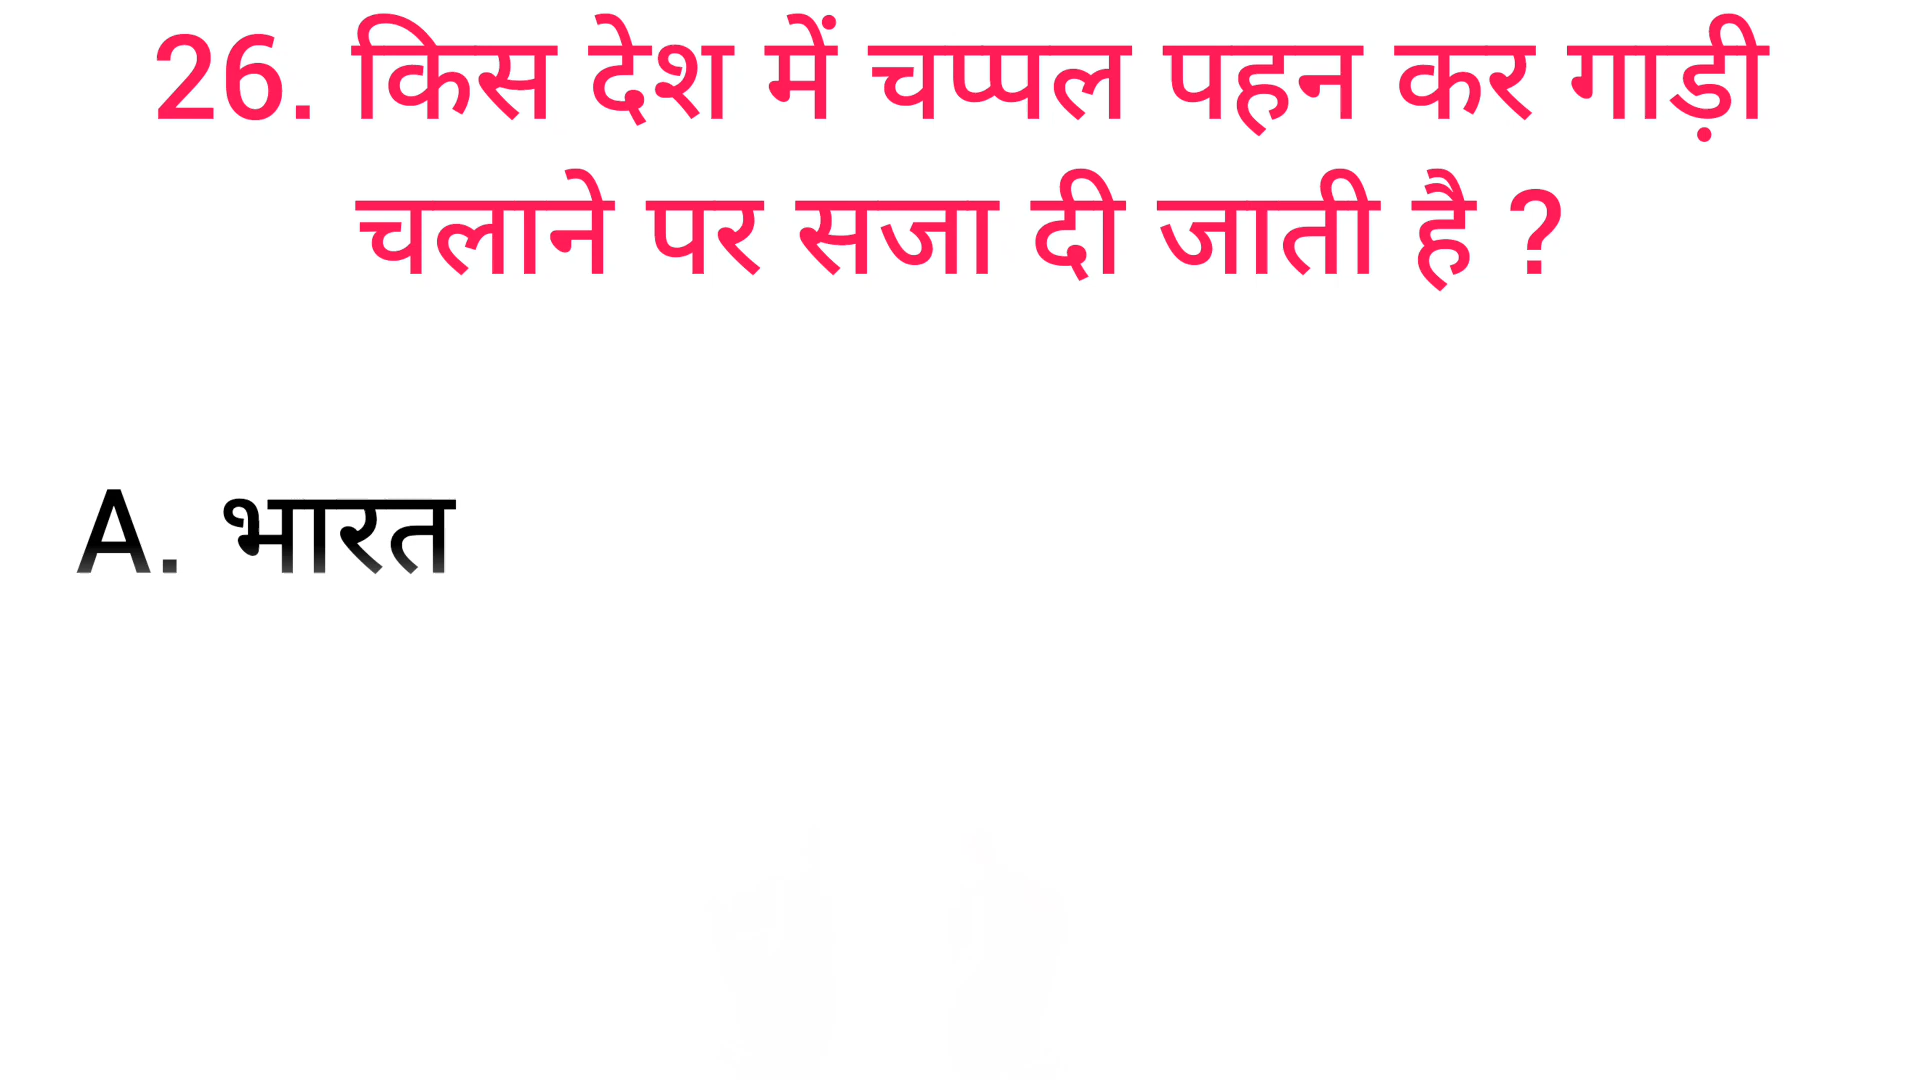 26. किस देश में चप्पल पहन कर गाड़ी
चलाने पर सजा दी जाती है ?
A. भारत